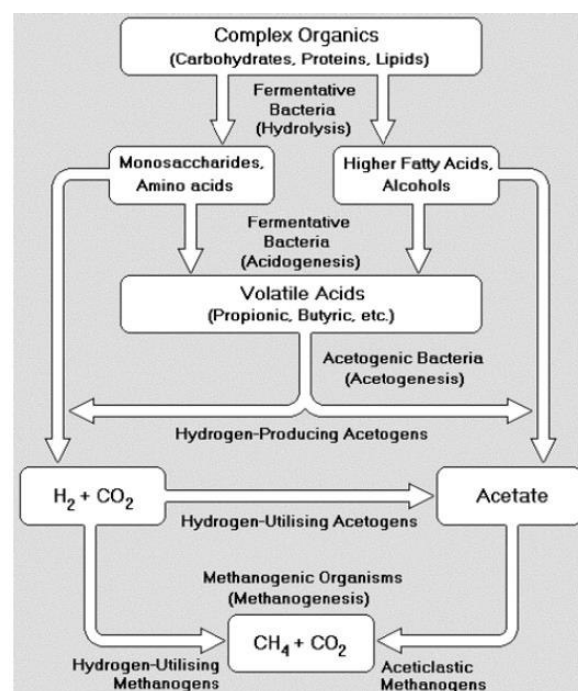 Complex Organics
(Carbohydrates, Proteins, Lipids)
Fermentative
Bacteria
(Hydrolysis)
Monosaccharides,
Amino acids
Higher Fatty Acids,
Alcohols
Fermentative
Bacteria
(Acidogenesis)
Volatile Acids
(Propionic, Butyric, etc.)
Acetogenic Bacteria
(Acetogenesis)
Hydrogen-Producing Acetogens
H₂ + CO₂
Acetate
Hydrogen-Utilising Acetogens
Methanogenic Organisms
(Methanogenesis)
CH₄ + CO₂
Hydrogen-Utilising
Methanogens
Aceticlastic
Methanogens